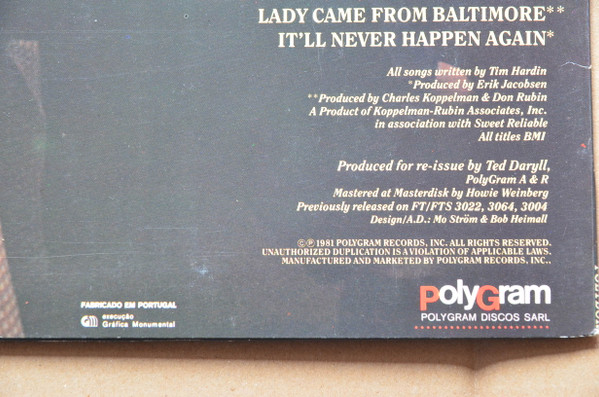 LADY CAME FROM BALTIMORE**
IT'LL NEVER HAPPEN AGAIN*
All songs written by Tim Hardin
*Produced by Erik Jacobsen
**Produced by Charles Koppelman & Don Rubin
A Product of Koppelman-Rubin Associates, Inc.
in association with Sweet Reliable
All titles BMI
Produced for re-issue by Ted Daryll,
PolyGram A & R
Mastered at Masterdisk by Howie Weinberg
Previously released on FT/FTS 3022, 3064, 3004
Design/A.D.: Mo Ström & Bob Heimall
©℗ 1981 POLYGRAM RECORDS, INC. ALL RIGHTS RESERVED.
UNAUTHORIZED DUPLICATION IS A VIOLATION OF APPLICABLE LAWS.
MANUFACTURED AND MARKETED BY POLYGRAM RECORDS, INC..
FABRICADO EM PORTUGAL
GM execução
Gráfica Monumental
PolyGram
POLYGRAM DISCOS SARL